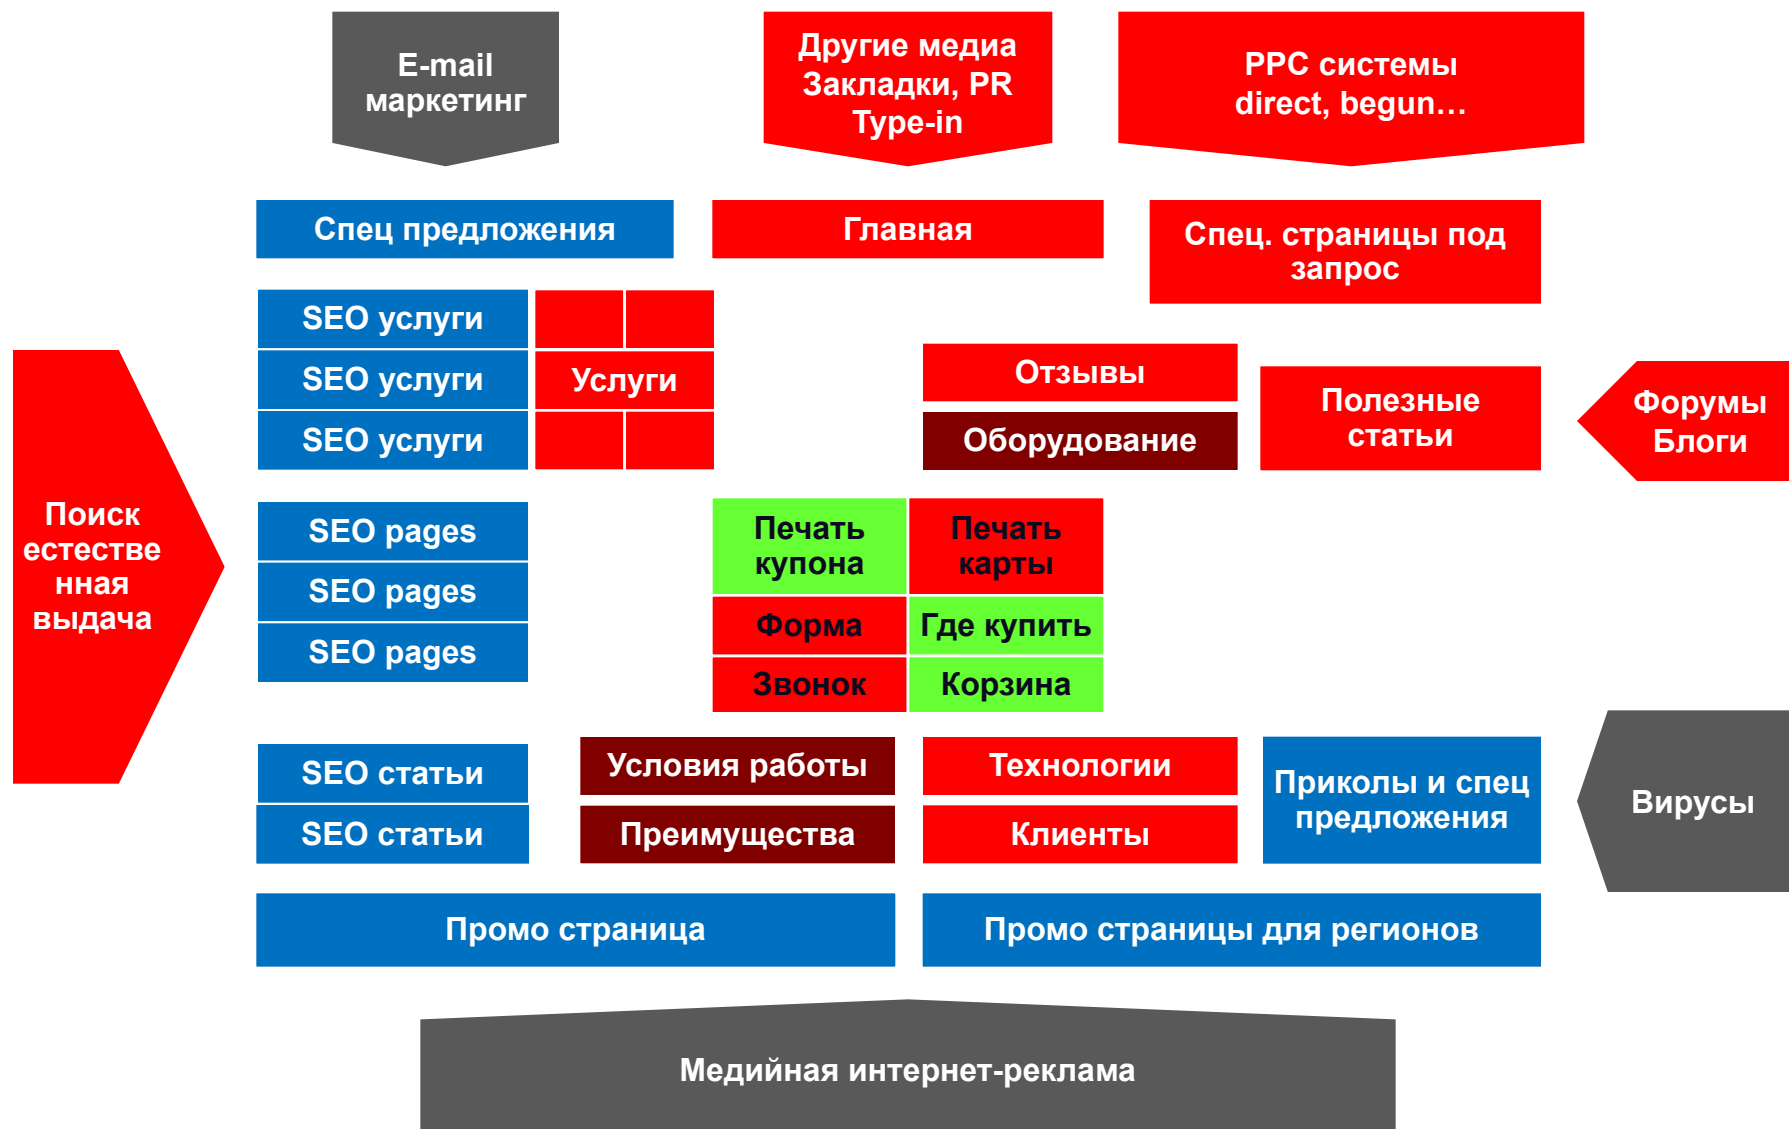 E-mail
маркетинг
Другие медиа
Закладки, PR
Type-in
PPC системы
direct, begun…
Спец предложения
Главная
Спец. страницы под
запрос
SEO услуги
SEO услуги
SEO услуги
Услуги
Отзывы
Оборудование
Полезные
статьи
Форумы
Блоги
Поиск
естестве
нная
выдача
SEO pages
SEO pages
SEO pages
Печать
купона
Печать
карты
Форма
Где купить
Звонок
Корзина
SEO статьи
SEO статьи
Условия работы
Преимущества
Технологии
Клиенты
Приколы и спец
предложения
Вирусы
Промо страница
Промо страницы для регионов
Медийная интернет-реклама